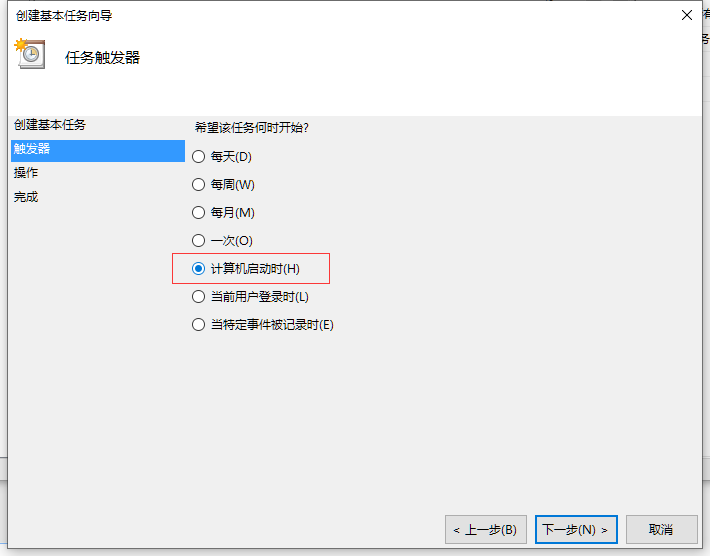 创建基本任务向导
任务触发器
创建基本任务
触发器
操作
完成
希望该任务何时开始?
每天(D)
每周(W)
每月(M)
一次(O)
计算机启动时(H)
当前用户登录时(L)
当特定事件被记录时(E)
< 上一步(B)
下一步(N) >
取消